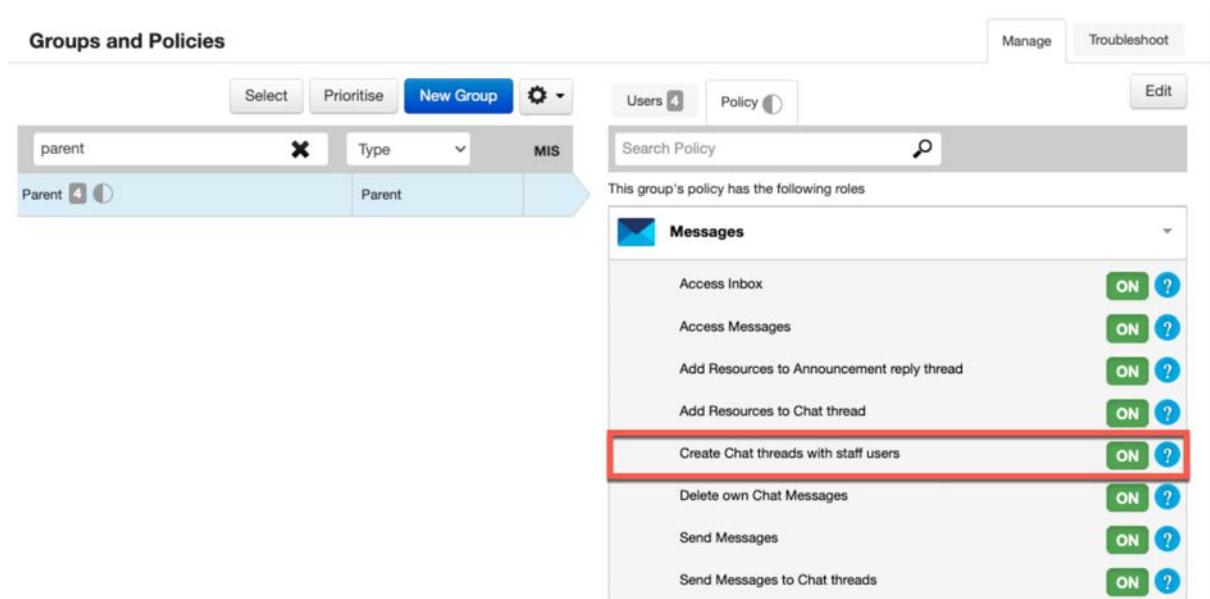 Groups and Policies
Manage
Troubleshoot
Select
Prioritise
New Group
Users 4
Policy
Edit
parent
Type
MIS
Search Policy
Parent 4
Parent
This group's policy has the following roles
Messages
Access Inbox ON ?
Access Messages ON ?
Add Resources to Announcement reply thread ON ?
Add Resources to Chat thread ON ?
Create Chat threads with staff users ON ?
Delete own Chat Messages ON ?
Send Messages ON ?
Send Messages to Chat threads ON ?